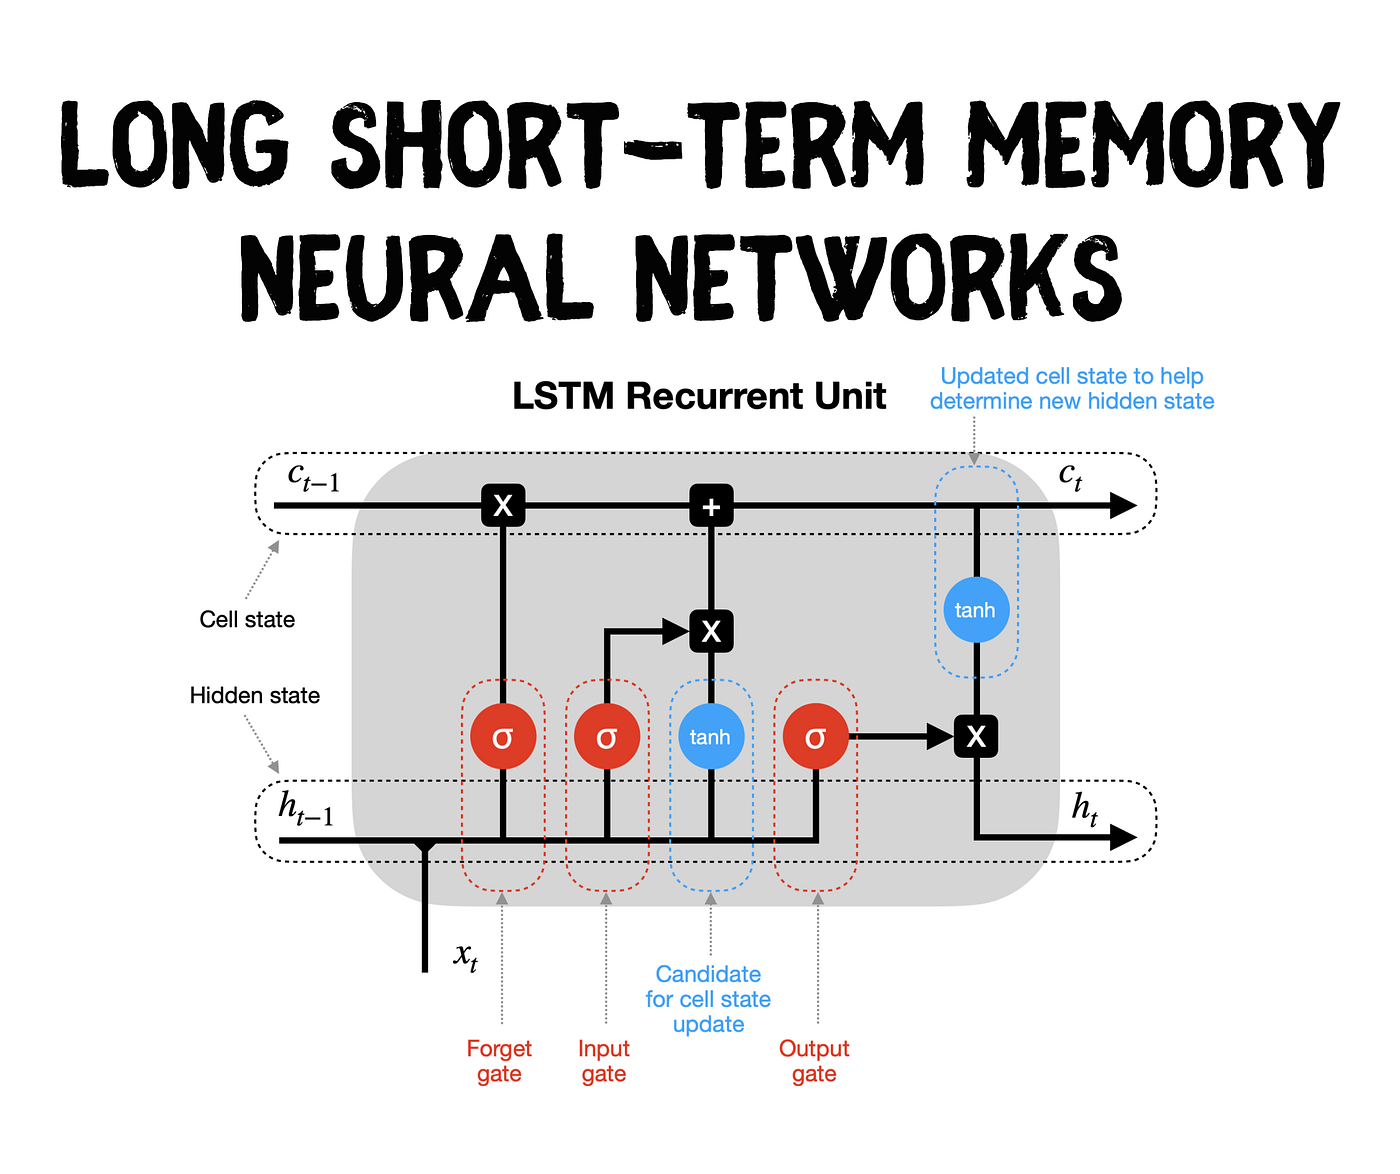 LONG SHORT-TERM MEMORY
NEURAL NETWORKS
LSTM Recurrent Unit
Updated cell state to help
determine new hidden state
c_{t−1}
c_t
X
+
Cell state
tanh
X
Hidden state
σ
σ
tanh
σ
X
h_{t−1}
h_t
x_t
Candidate
for cell state
update
Forget
gate
Input
gate
Output
gate